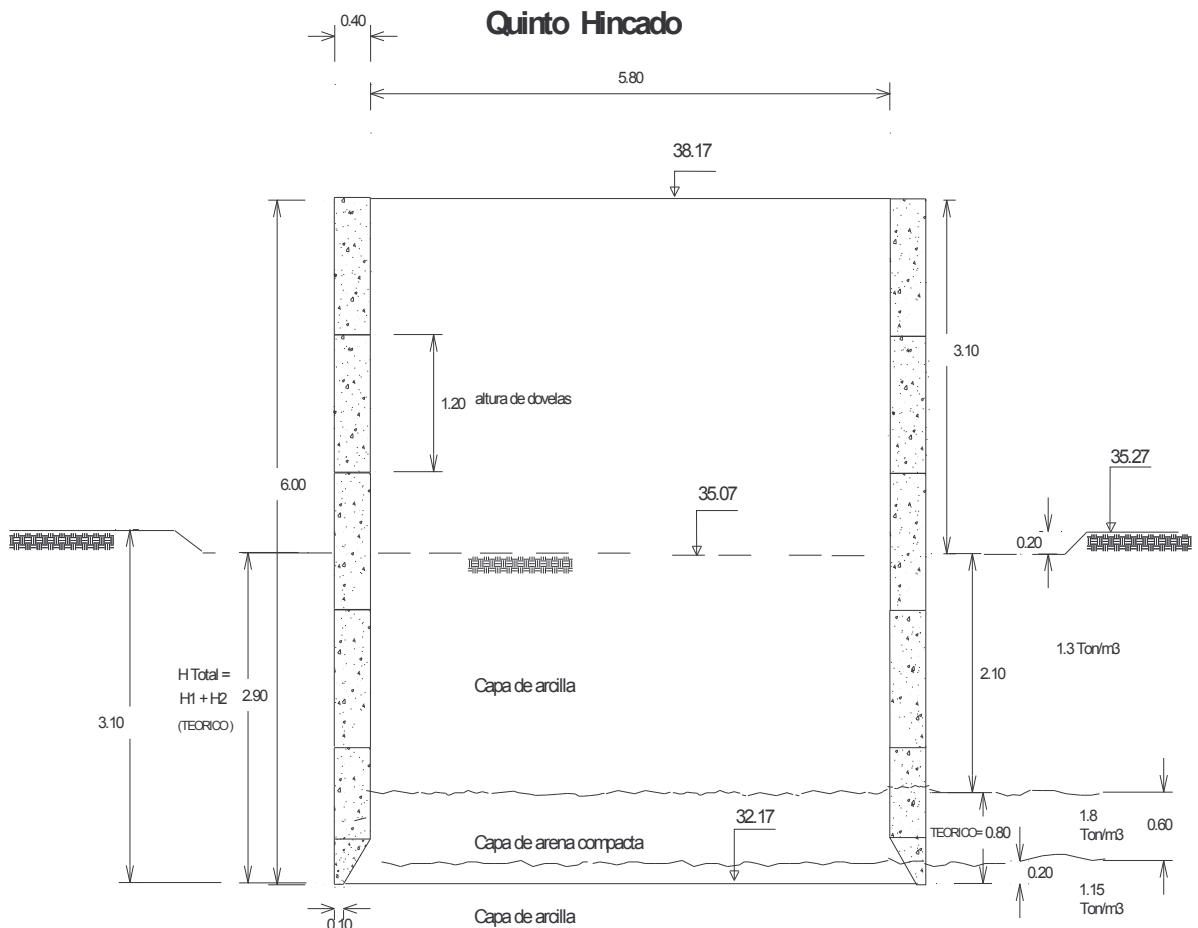 Quinto Hincado
0.40
5.80
38.17
3.10
1.20
altura de dovelas
6.00
35.07
35.27
0.20
1.3 Ton/m3
H Total =
H1 + H2
(TEORICO)
2.90
3.10
Capa de arcilla
2.10
Capa de arena compacta
32.17
TEORICO= 0.80
1.8
Ton/m3
0.60
0.20
1.15
Ton/m3
0.10
Capa de arcilla